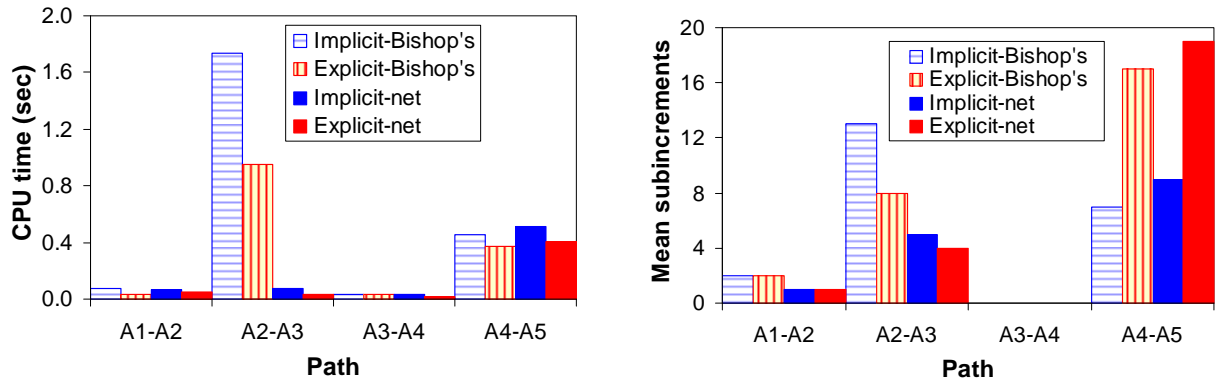 2.0
1.6
1.2
0.8
0.4
0.0
CPU time (sec)
Implicit-Bishop's
Explicit-Bishop's
Implicit-net
Explicit-net
A1-A2
A2-A3
A3-A4
A4-A5
Path
20
16
12
8
4
0
Mean subincrements
Implicit-Bishop's
Explicit-Bishop's
Implicit-net
Explicit-net
A1-A2
A2-A3
A3-A4
A4-A5
Path